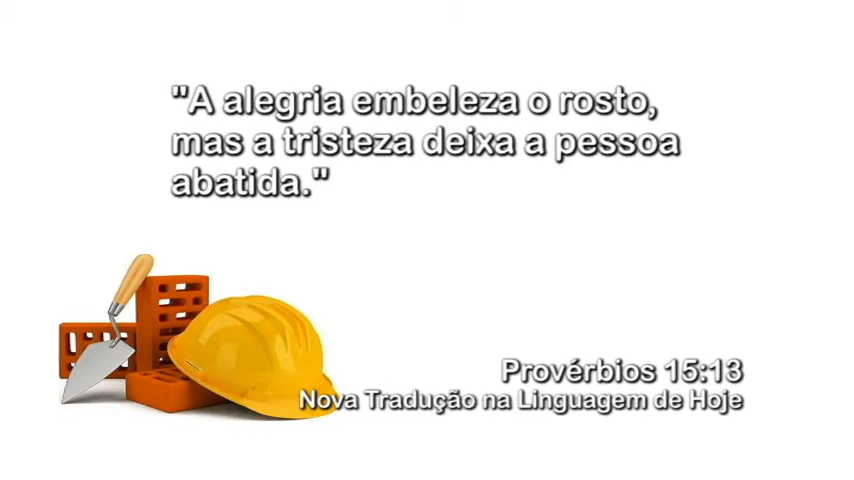 "A alegria embeleza o rosto,
mas a tristeza deixa a pessoa
abatida."
Provérbios 15:13
Nova Tradução na Linguagem de Hoje